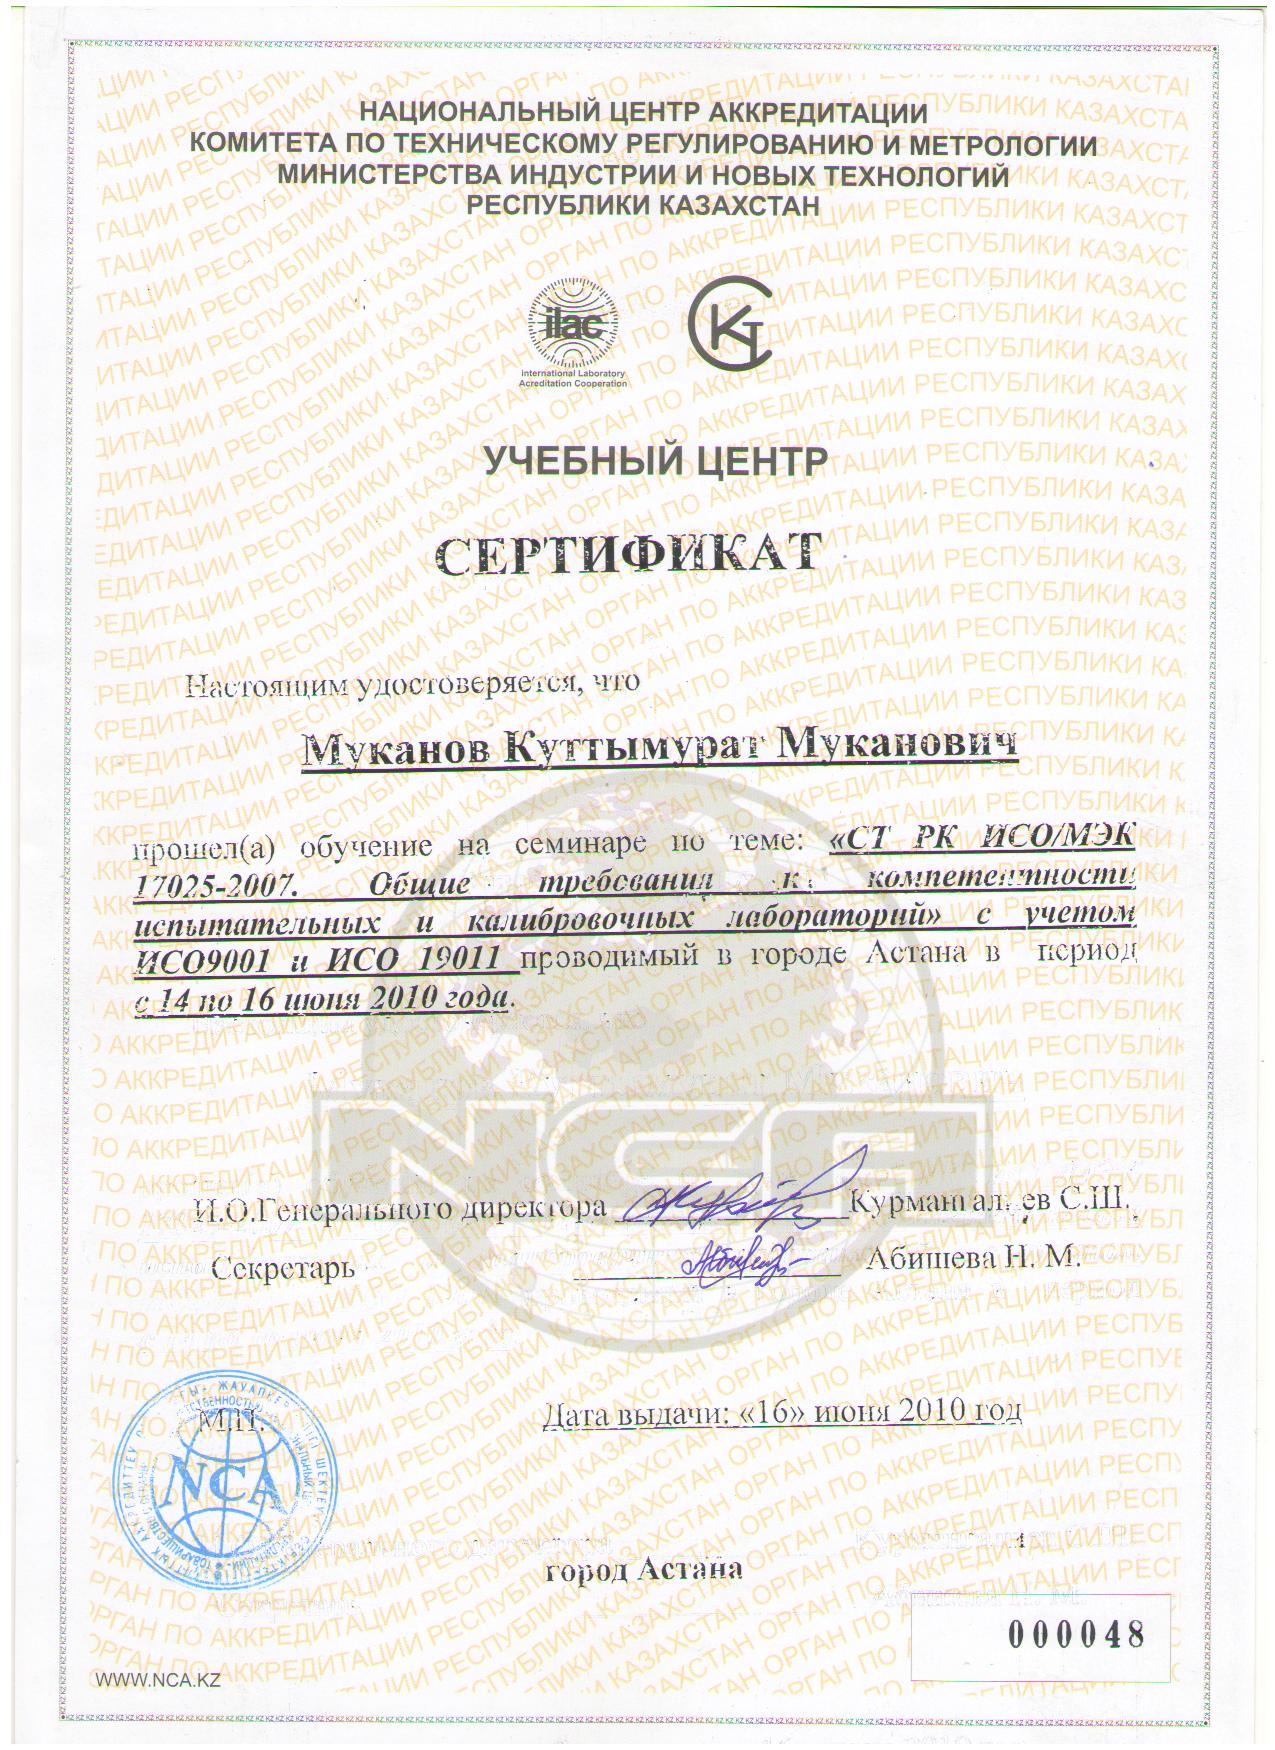 НАЦИОНАЛЬНЫЙ ЦЕНТР АККРЕДИТАЦИИ
КОМИТЕТА ПО ТЕХНИЧЕСКОМУ РЕГУЛИРОВАНИЮ И МЕТРОЛОГИИ
МИНИСТЕРСТВА ИНДУСТРИИ И НОВЫХ ТЕХНОЛОГИЙ
РЕСПУБЛИКИ КАЗАХСТАН
ilac
International Laboratory
Acreditation Cooperation
УЧЕБНЫЙ ЦЕНТР
СЕРТИФИКАТ
Настоящим удостоверяется, что
Муканов Куттымурат Муканович
прошел(а) обучение на семинаре по теме: «СТ РК ИСО/МЭК
17025-2007. Общие требования к компетентности
испытательных и калибровочных лабораторий» с учетом
ИСО9001 и ИСО 19011 проводимый в городе Астана в период
с 14 по 16 июня 2010 года.
NCA
И.О.Генерального директора Курмангалиев С.Ш.
Секретарь Абишева Н. М.
М.П.
NCA
Дата выдачи: «16» июня 2010 год
город Астана
000048
WWW.NCA.KZ